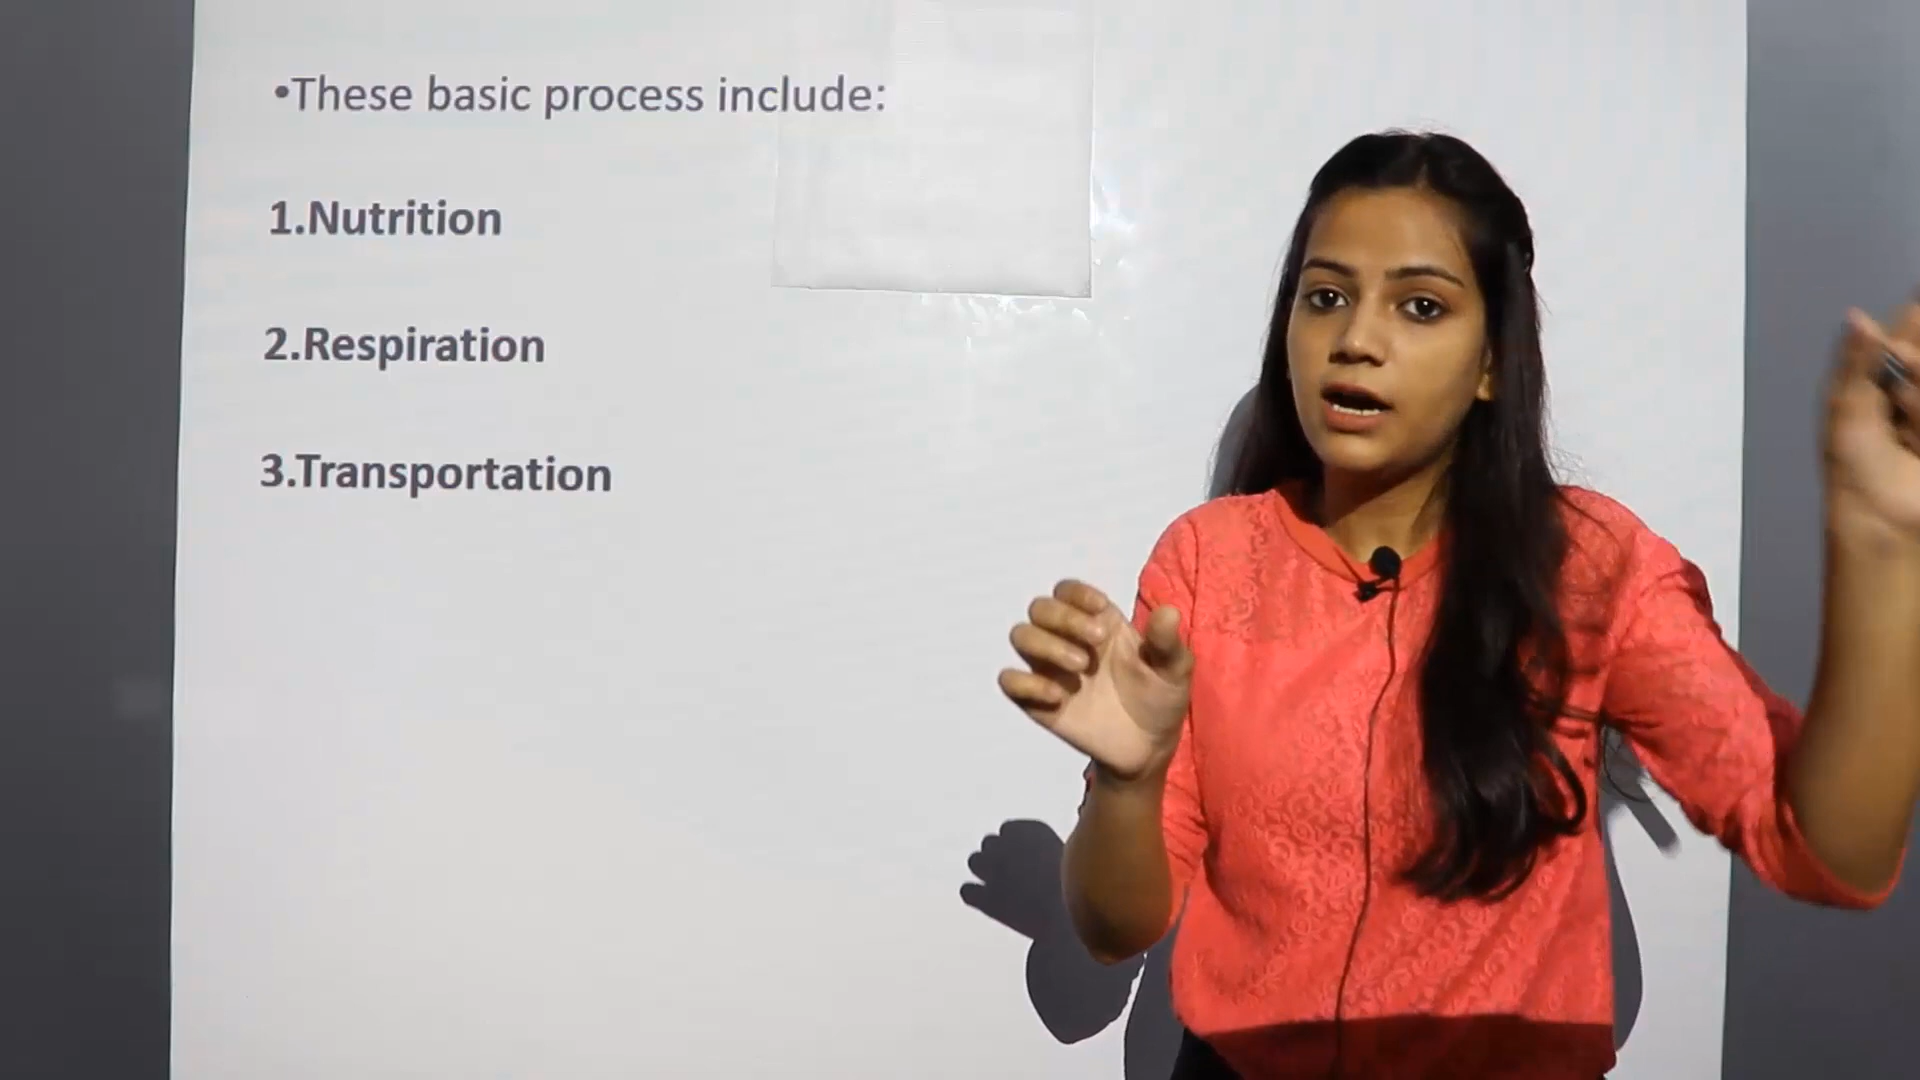 •These basic process include:
1.Nutrition
2.Respiration
3.Transportation